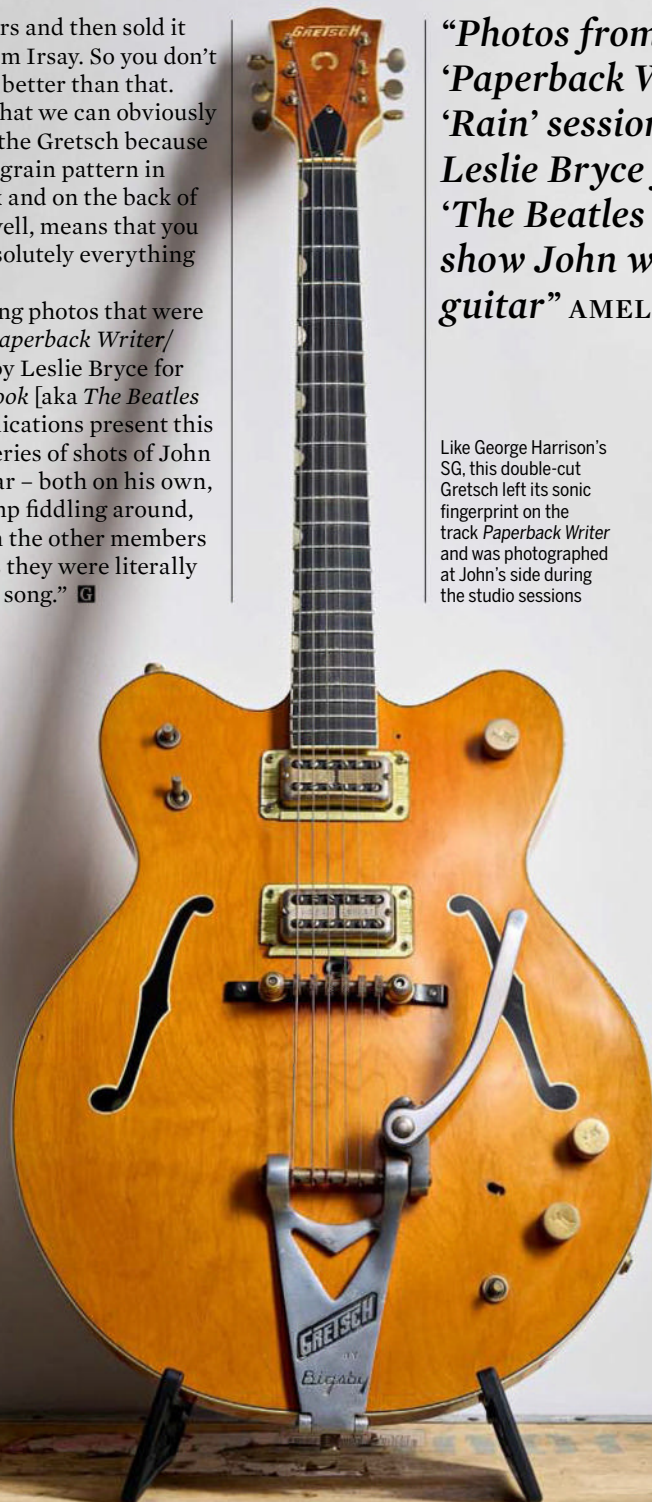 rs and then sold it
m Irsay. So you don't
better than that.
hat we can obviously
the Gretsch because
grain pattern in
and on the back of
vell, means that you
solutely everything
ng photos that were
aperback Writer/
by Leslie Bryce for
ook [aka The Beatles
lications present this
eries of shots of John
ar – both on his own,
np fiddling around,
n the other members
they were literally
song.” G
GRETSCH
“Photos from
‘Paperback W
‘Rain’ session
Leslie Bryce
‘The Beatles
show John w
guitar” AMEL
Like George Harrison's
SG, this double-cut
Gretsch left its sonic
fingerprint on the
track Paperback Writer
and was photographed
at John's side during
the studio sessions
GRETSCH
BY
Bigsby